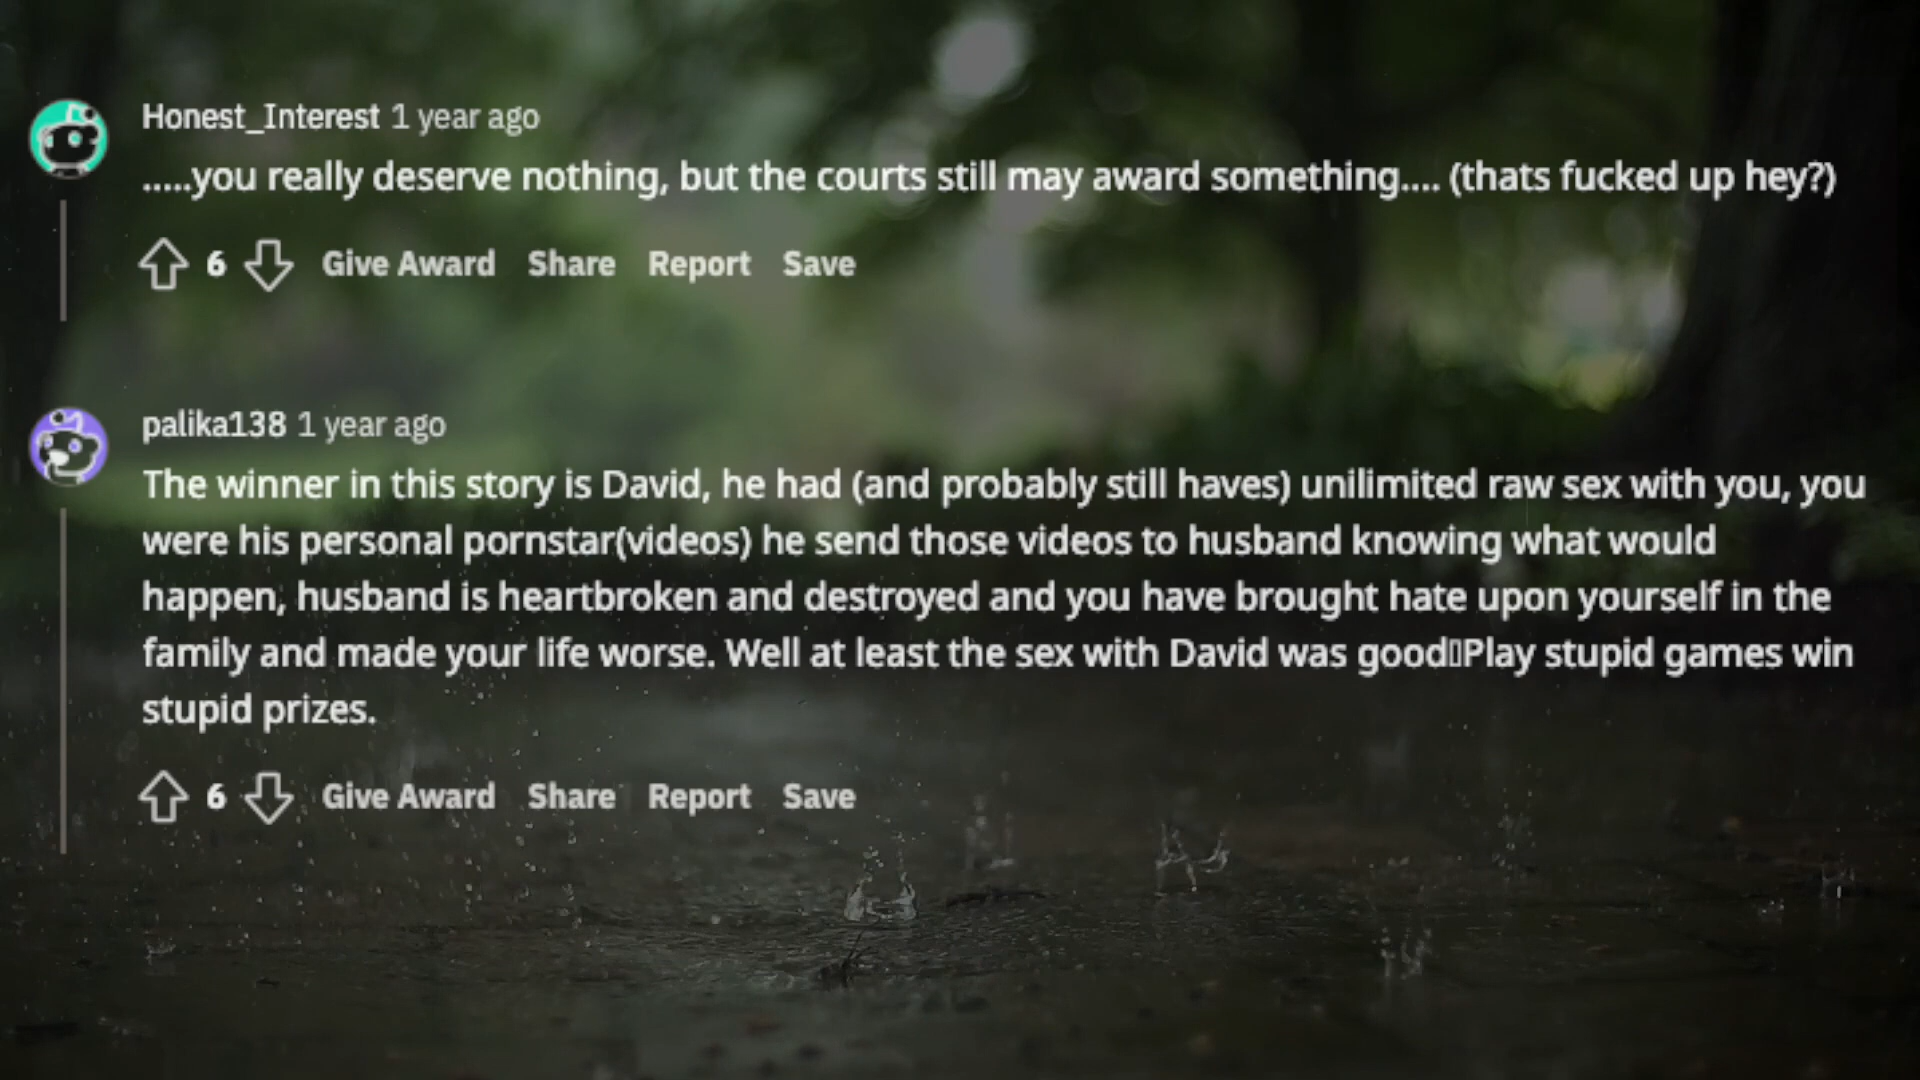 Honest_Interest 1 year ago
.....you really deserve nothing, but the courts still may award something.... (thats fucked up hey?)
6 Give Award Share Report Save
palika138 1 year ago
The winner in this story is David, he had (and probably still haves) unilimited raw sex with you, you
were his personal pornstar(videos) he send those videos to husband knowing what would
happen, husband is heartbroken and destroyed and you have brought hate upon yourself in the
family and made your life worse. Well at least the sex with David was good▯Play stupid games win
stupid prizes.
6 Give Award Share Report Save